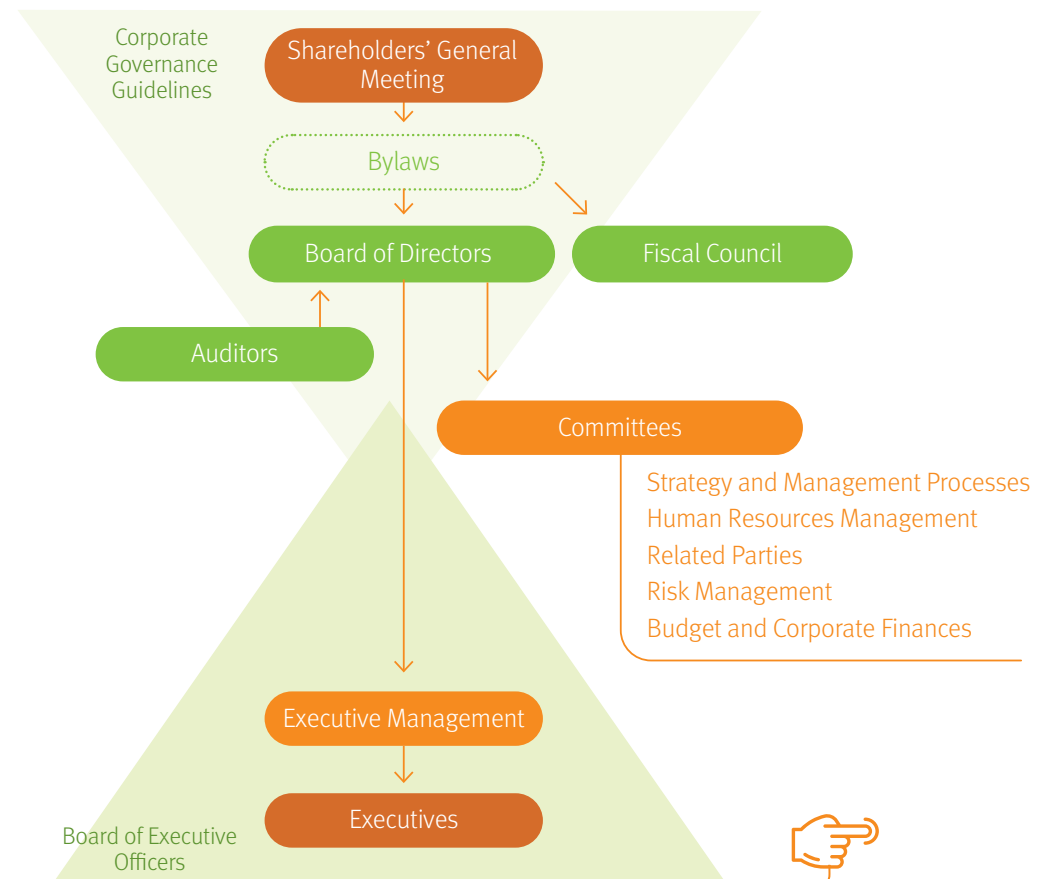 Corporate
Governance
Guidelines
Shareholders’ General
Meeting
Bylaws
Board of Directors
Fiscal Council
Auditors
Committees
Strategy and Management Processes
Human Resources Management
Related Parties
Risk Management
Budget and Corporate Finances
Executive Management
Executives
Board of Executive
Officers